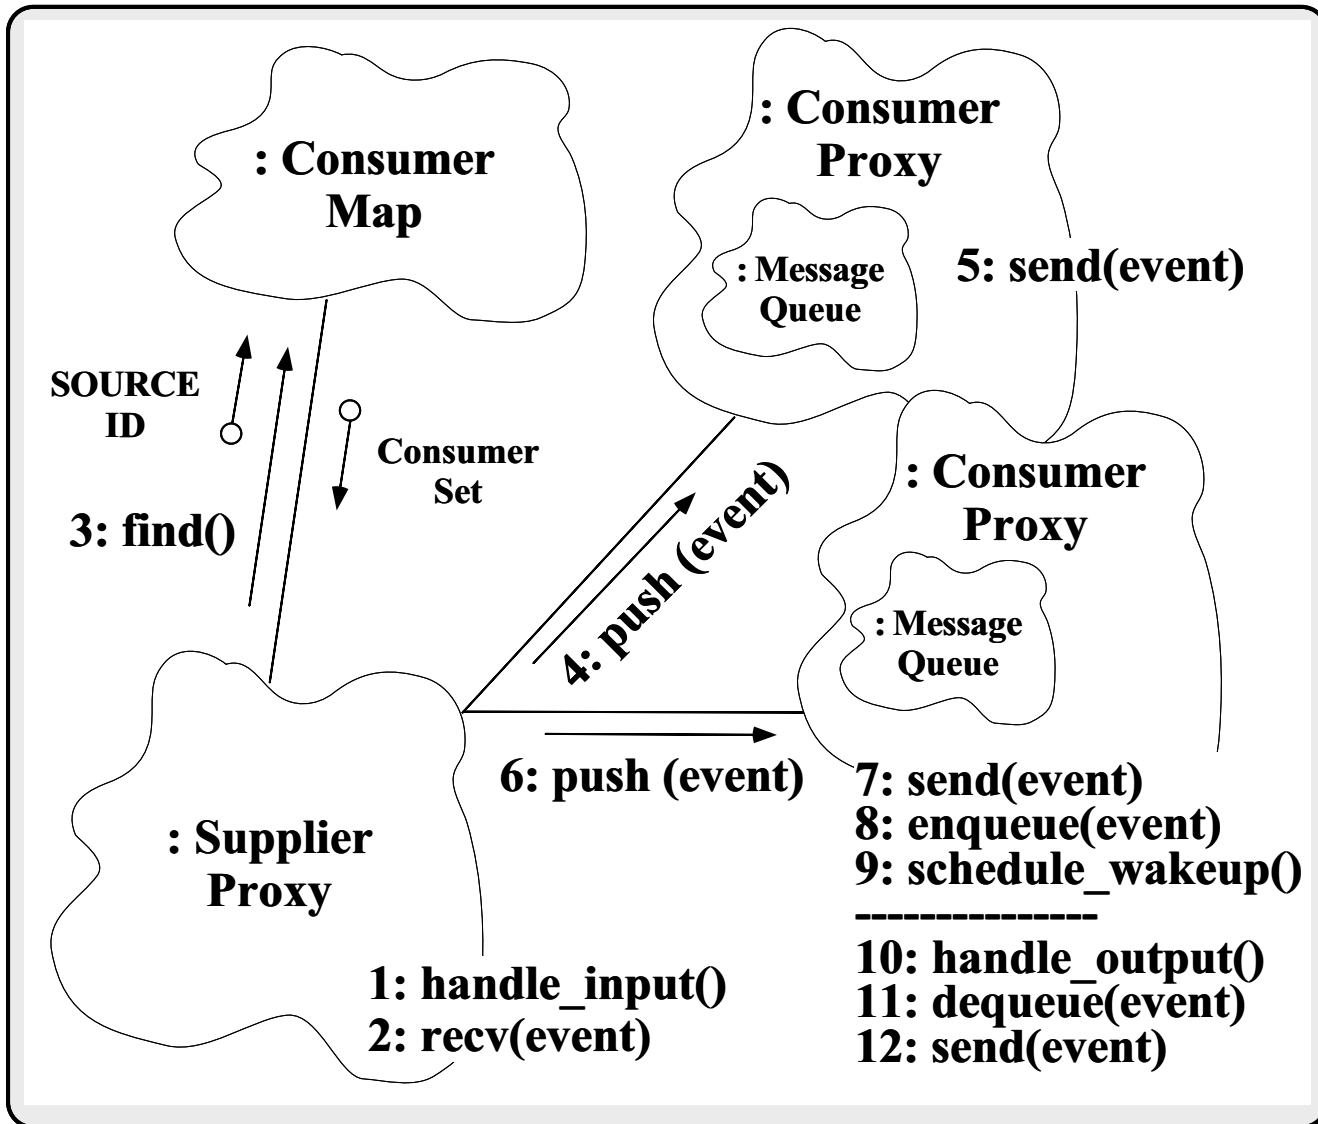 : Consumer
Map
: Consumer
Proxy
: Message
Queue
5: send(event)
SOURCE
ID
Consumer
Set
3: find()
4: push (event)
: Consumer
Proxy
: Message
Queue
6: push (event)
: Supplier
Proxy
1: handle_input()
2: recv(event)
7: send(event)
8: enqueue(event)
9: schedule_wakeup()
---------------
10: handle_output()
11: dequeue(event)
12: send(event)